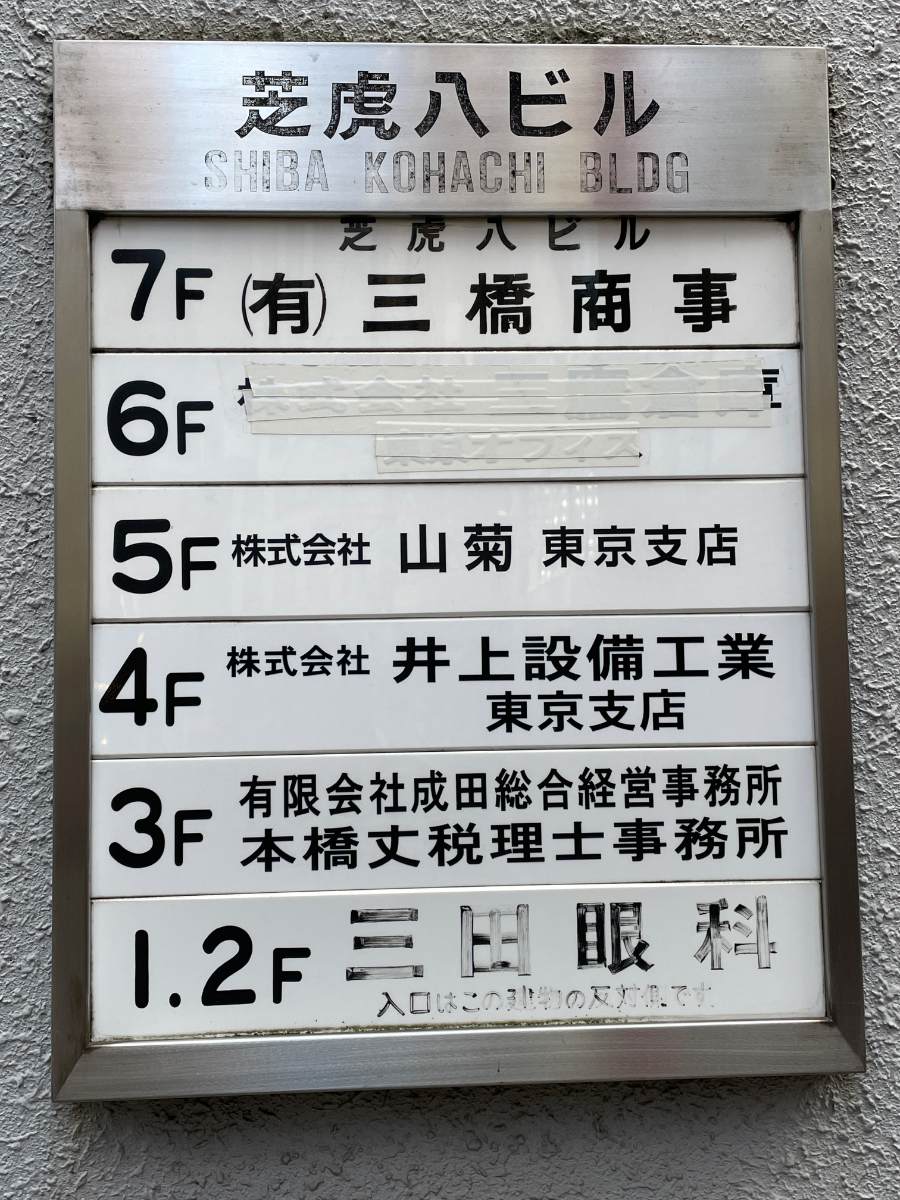 芝虎八ビル
SHIBA KOHACHI BLDG
芝虎八ビル
7F ㈲三橋商事
6F
5F 株式会社 山菊 東京支店
4F 株式会社 井上設備工業
東京支店
3F 有限会社成田総合経営事務所
本橋丈税理士事務所
1.2F 三田眼科
入口はこの建物の反対側です